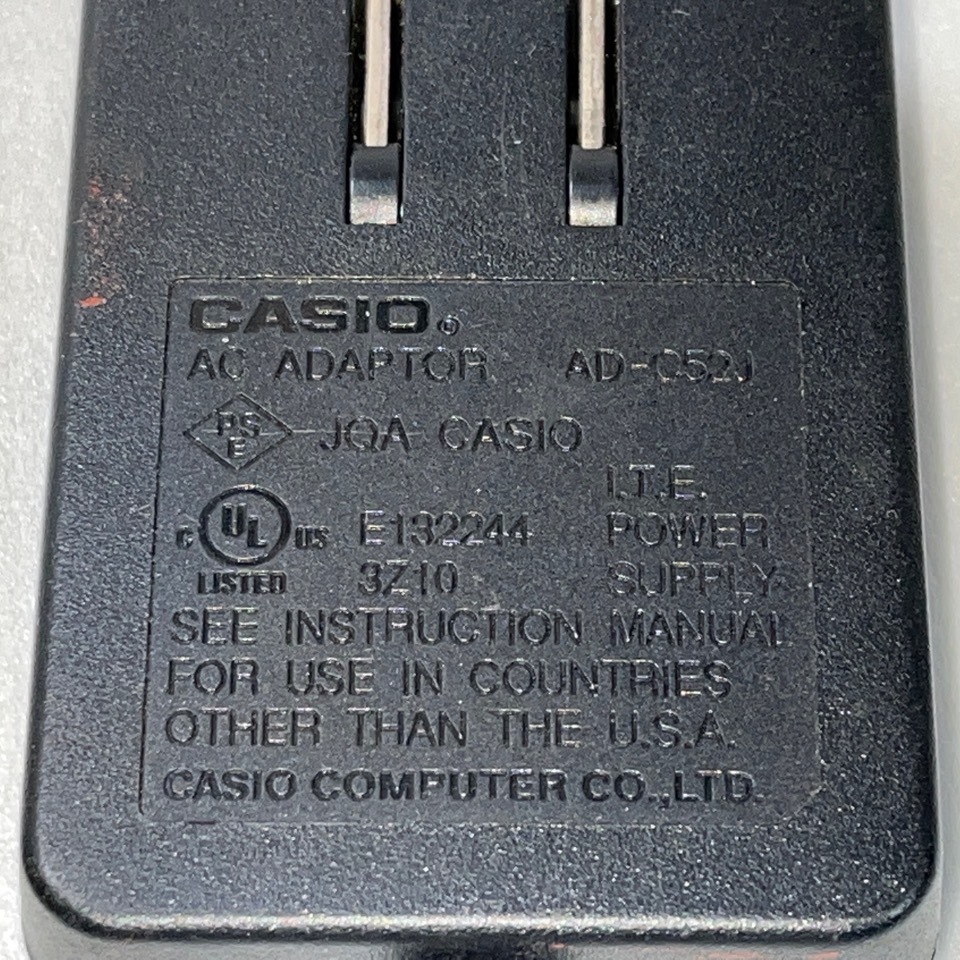 CASIO®
AC ADAPTOR AD-C52J
PSE JQA CASIO
I.T.E.
C UL US E132244 POWER
LISTED 3Z10 SUPPLY
SEE INSTRUCTION MANUAL
FOR USE IN COUNTRIES
OTHER THAN THE U.S.A.
CASIO COMPUTER CO.,LTD.